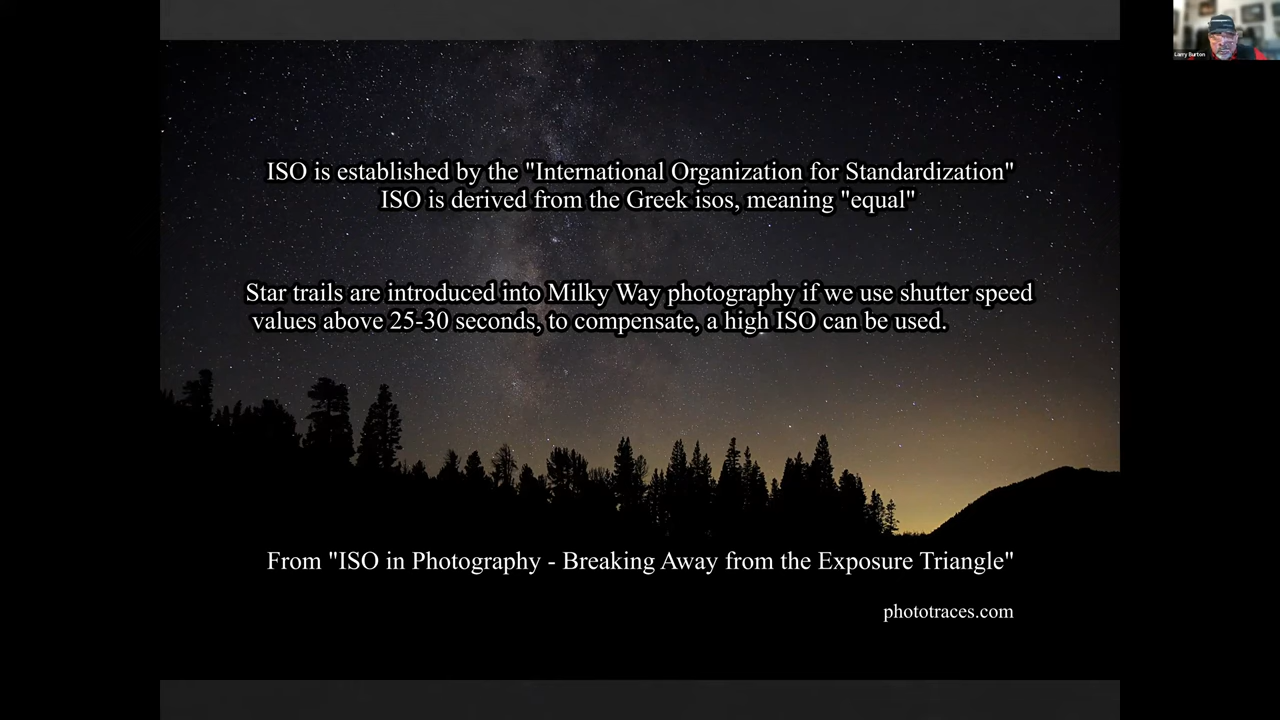 ISO is established by the "International Organization for Standardization"
ISO is derived from the Greek isos, meaning "equal"
Star trails are introduced into Milky Way photography if we use shutter speed
values above 25-30 seconds, to compensate, a high ISO can be used.
From "ISO in Photography - Breaking Away from the Exposure Triangle"
phototraces.com
Larry Burton